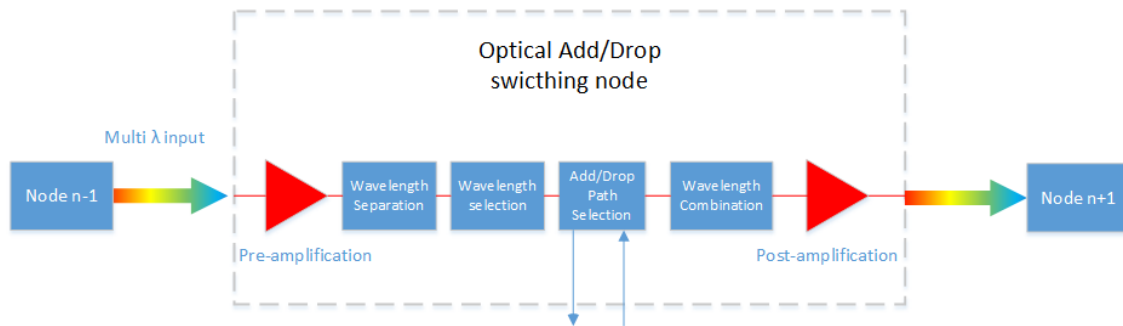 Optical Add/Drop
swicthing node
Multi λ input
Node n-1
Wavelength
Separation
Wavelength
selection
Add/Drop
Path
Selection
Wavelength
Combination
Node n+1
Pre-amplification
Post-amplification